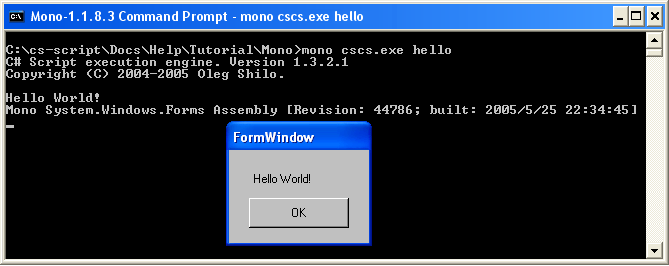 Mono-1.1.8.3 Command Prompt - mono cscs.exe hello
C:\cs-script\Docs\Help\Tutorial\Mono>mono cscs.exe hello
C# Script execution engine. Version 1.3.2.1
Copyright (C) 2004-2005 Oleg Shilo.
Hello World!
Mono System.Windows.Forms Assembly [Revision: 44786; built: 2005/5/25 22:34:45]
FormWindow
Hello World!
OK